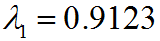 λ₁ = 0.9123